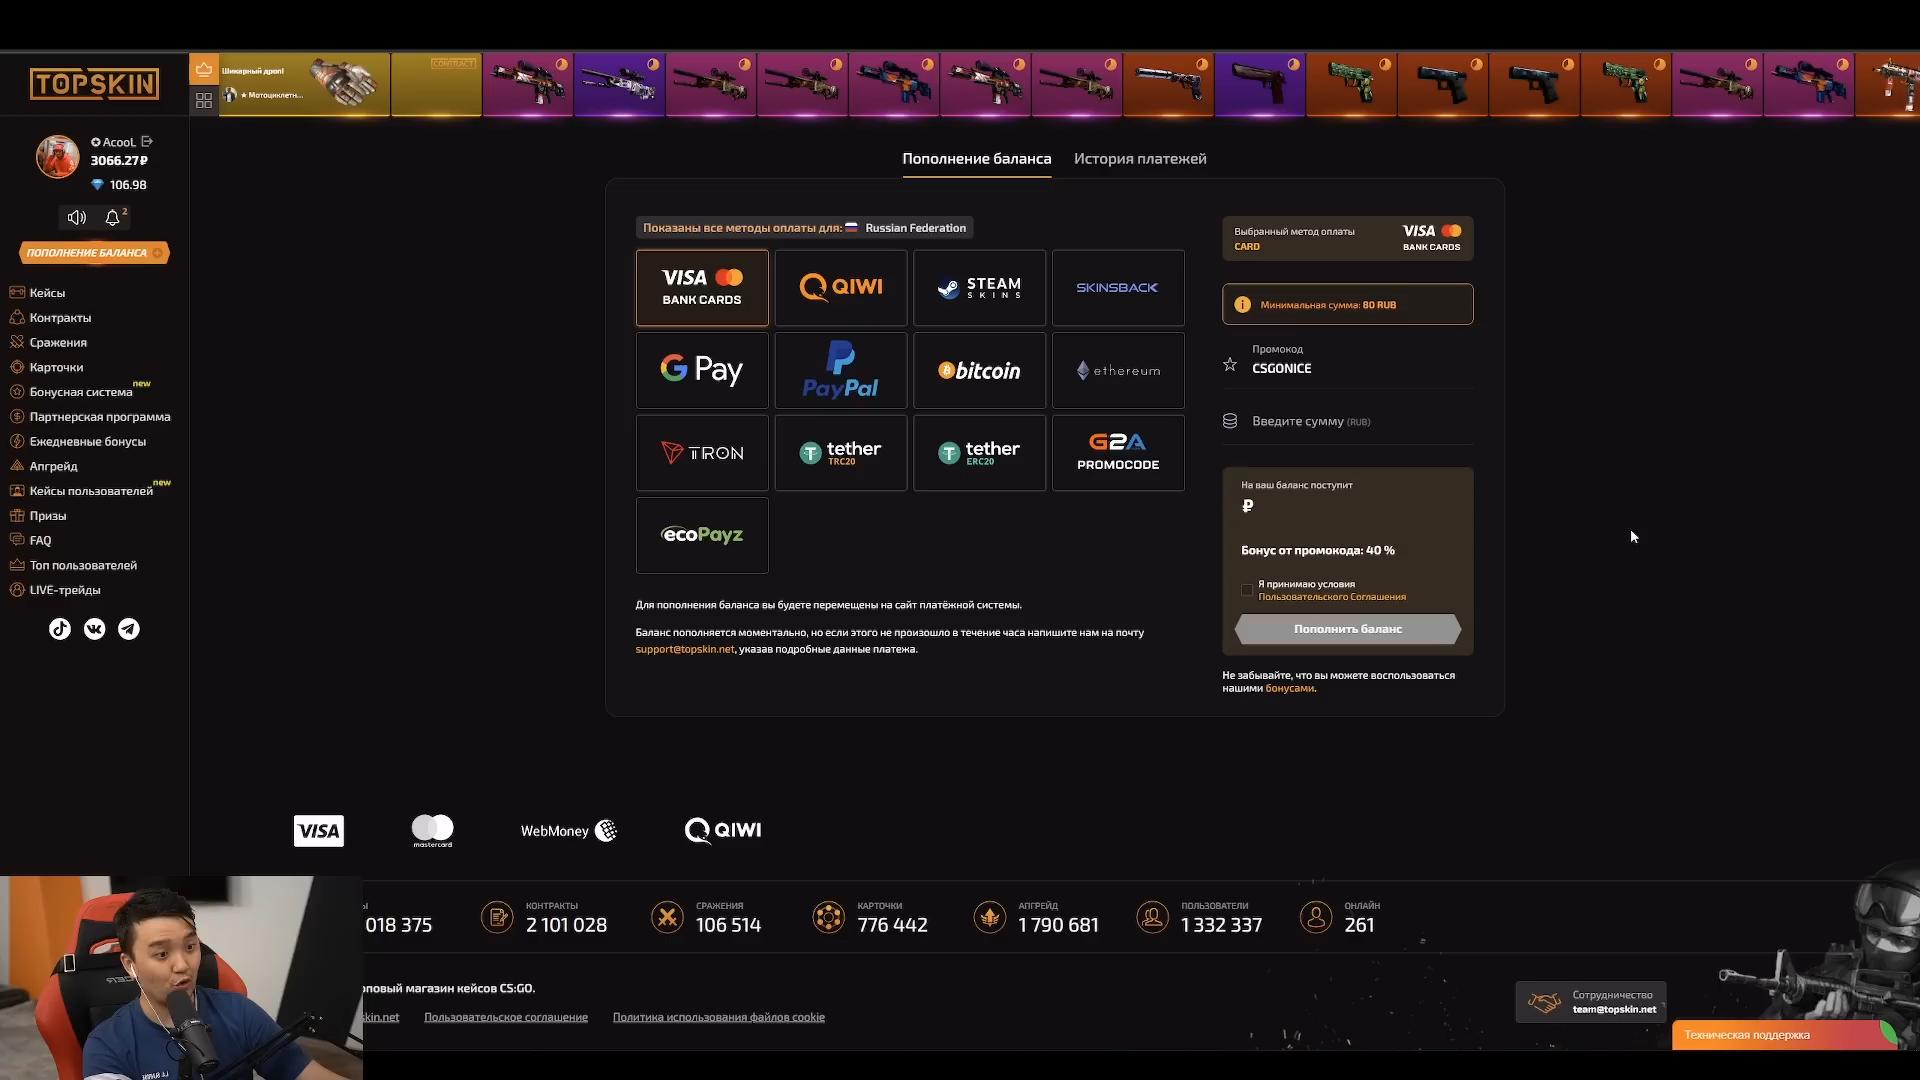 TOPSKIN
Шикарный дроп!
★ Мотоциклетн...
CONTRACT
AcooL
3066.27₽
106.98
2
ПОПОЛНЕНИЕ БАЛАНСА
Кейсы
Контракты
Сражения
Карточки
Бонусная система new
Партнерская программа
Ежедневные бонусы
Апгрейд
Кейсы пользователей new
Призы
FAQ
Топ пользователей
LIVE-трейды
Пополнение баланса
История платежей
Показаны все методы оплаты для: Russian Federation
VISA
BANK CARDS
QIWI
STEAM
SKINS
SKINSBACK
G Pay
PayPal
bitcoin
ethereum
TRON
tether
TRC20
tether
ERC20
G2A
PROMOCODE
ecoPayz
Для пополнения баланса вы будете перемещены на сайт платёжной системы.
Баланс пополняется моментально, но если этого не произошло в течение часа напишите нам на почту
support@topskin.net, указав подробные данные платежа.
Выбранный метод оплаты
CARD
VISA
BANK CARDS
Минимальная сумма: 80 RUB
Промокод
CSGONICE
Введите сумму (RUB)
На ваш баланс поступит
₽
Бонус от промокода: 40 %
Я принимаю условия
Пользовательского Соглашения
Пополнить баланс
Не забывайте, что вы можете воспользоваться
нашими бонусами.
VISA
mastercard
WebMoney
QIWI
Ы
018 375
КОНТРАКТЫ
2 101 028
СРАЖЕНИЯ
106 514
КАРТОЧКИ
776 442
АПГРЕЙД
1 790 681
ПОЛЬЗОВАТЕЛИ
1 332 337
ОНЛАЙН
261
оповый магазин кейсов CS:GO.
skin.net
Пользовательское соглашение
Политика использования файлов cookie
Сотрудничество
team@topskin.net
Техническая поддержка